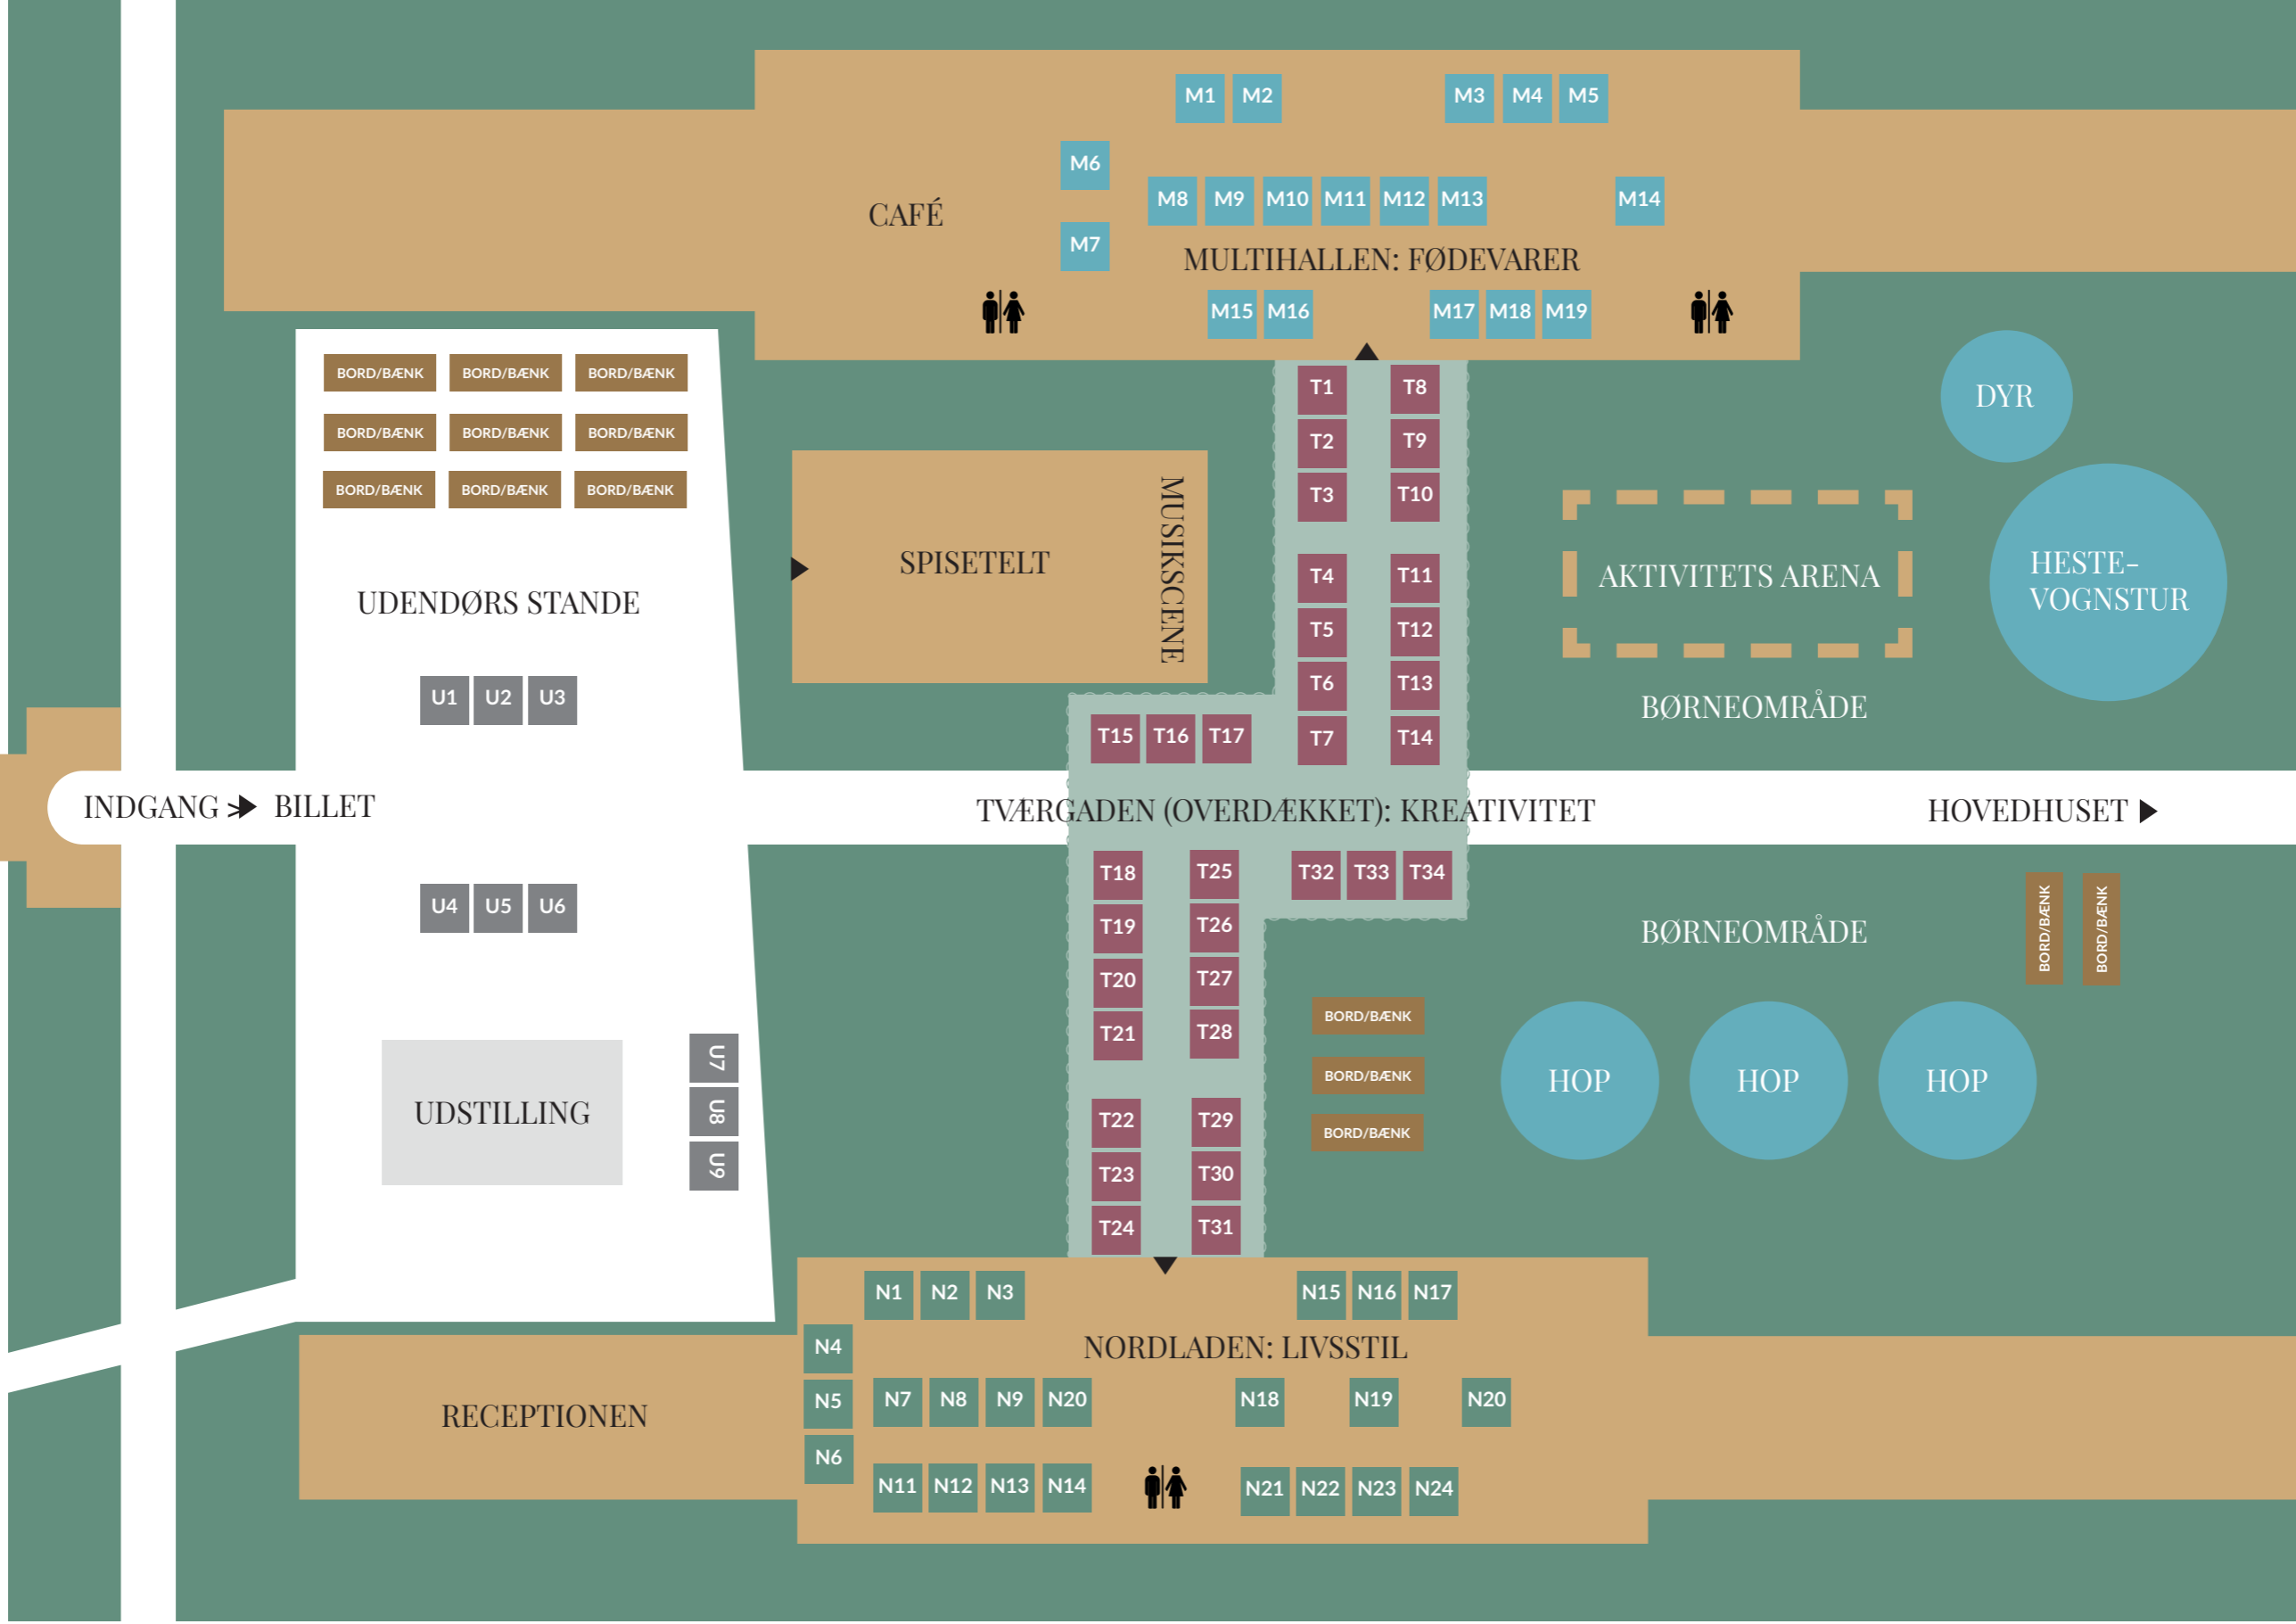 M1 M2 M3 M4 M5
M6
M8 M9 M10 M11 M12 M13 M14
CAFÉ
M7
MULTIHALLEN: FØDEVARER
M15 M16 M17 M18 M19
BORD/BÆNK BORD/BÆNK BORD/BÆNK
BORD/BÆNK BORD/BÆNK BORD/BÆNK
BORD/BÆNK BORD/BÆNK BORD/BÆNK
UDENDØRS STANDE
U1 U2 U3
SPISETELT
MUSIKSCENE
T1 T8
T2 T9
T3 T10
T4 T11
T5 T12
T6 T13
T7 T14
T15 T16 T17
DYR
HESTE-
VOGNSTUR
AKTIVITETS ARENA
BØRNEOMRÅDE
INDGANG > BILLET
TVÆRGADEN (OVERDÆKKET): KREATIVITET
HOVEDHUSET
U4 U5 U6
UDSTILLING
U7
U8
U9
T18 T25 T32 T33 T34
T19 T26
T20 T27
T21 T28
T22 T29
T23 T30
T24 T31
BØRNEOMRÅDE
BORD/BÆNK
BORD/BÆNK
BORD/BÆNK
BORD/BÆNK
BORD/BÆNK
HOP HOP HOP
N1 N2 N3 N15 N16 N17
N4
NORDLADEN: LIVSSTIL
RECEPTIONEN
N5 N7 N8 N9 N20 N18 N19 N20
N6
N11 N12 N13 N14 N21 N22 N23 N24